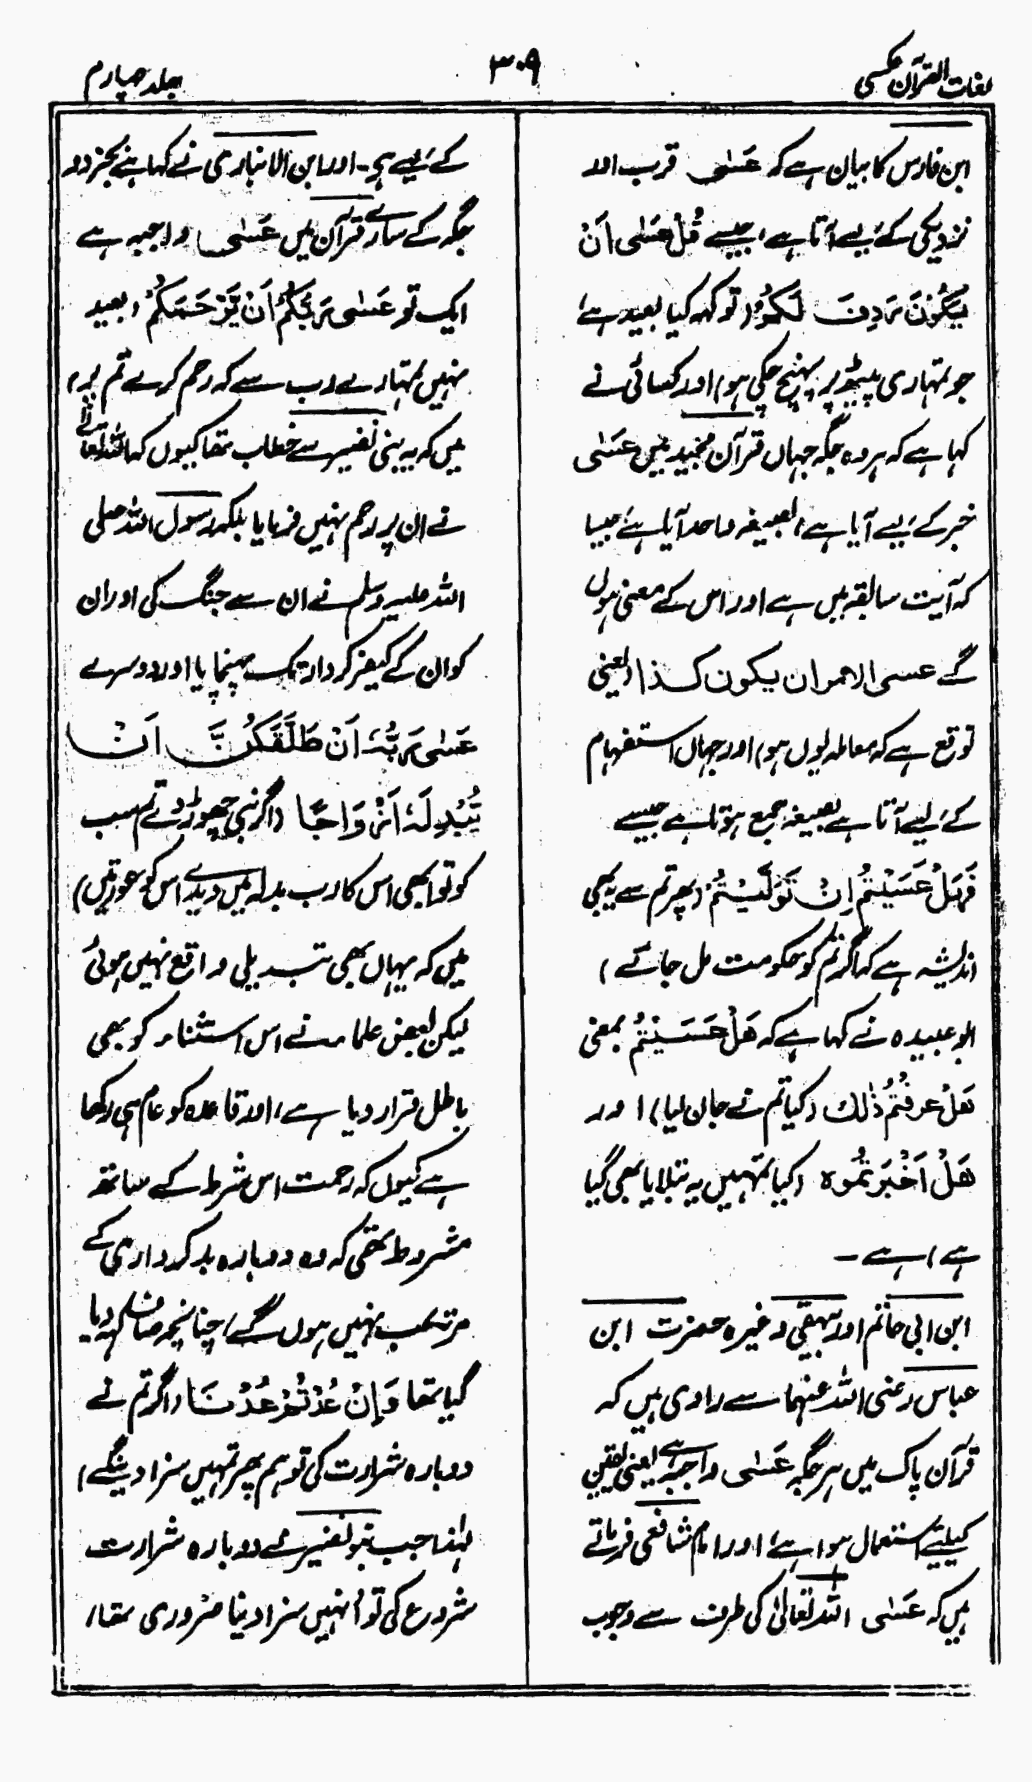 لغات القرآن عکسی
۳۰۹
جلد چہارم
ابن فارس کا بیان ہے کہ عَسٰی قرب اور
نزدیکی کے لیے آتا ہے، جیسے قُلْ عَسٰی اَنْ
یَکُوْنَ رَدِفَ لَکُمْ (تو کہہ کیا بعید ہے
جو تمہاری پیٹھ پر پہنچ چکی ہو) اور کسائی نے
کہا ہے کہ ہر وہ جگہ جہاں قرآن مجید میں عَسٰی
خبر کے لیے آیا ہے، بصیغہ واحد آیا ہے جیسا
کہ آیت سابقہ میں ہے اور اس کے معنی ہوں
گے عسی الامر ان یکون کذا (یعنی
توقع ہے کہ معاملہ یوں ہو) اور جہاں استفہام
کے لیے آتا ہے بصیغہ جمع ہوتا ہے جیسے
فَہَلْ عَسَیْتُمْ اِنْ تَوَلَّیْتُمْ (پھر تم سے یہ بھی
اندیشہ ہے کہ اگر تم کو حکومت مل جائے)
ابو عبیدہ نے کہا ہے کہ ھَلْ عَسَیْتُمْ بمعنی
ھَلْ عرفْتُمْ ذٰلک (کیا تم نے جان لیا) اور
ھَلْ اَخْبَرْتُمُوہ (کیا تمہیں یہ بتلایا بھی گیا
ہے) ہے ۔
ابن ابی حاتم اور بیہقی وغیرہ حضرت ابن
عباس رضی اللہ عنہما سے راوی ہیں کہ
قرآن پاک میں ہر جگہ عَسٰی واجبہ ہے یعنی یقین
کیلیے استعمال ہوا ہے، اور امام شافعی فرماتے
ہیں کہ عَسٰی اللہ تعالیٰ کی طرف سے وجوب
کے لیے ہے۔ اور ابن الانباری نے کہا ہے بجز دو
جگہ کے سارے قرآن میں عَسٰی واجبہ ہے
ایک تو عَسٰی رَبُّکُمْ اَنْ یَّرْحَمَکُمْ (بعید
نہیں تمہارے رب سے کہ رحم کرے تم پر)
میں کہ یہ بنی نضیر سے خطاب تھا کیوں کہ اللہ تعالےٰ
نے ان پر رحم نہیں فرمایا بلکہ رسول اللہ صلی
اللہ علیہ وسلم نے ان سے جنگ کی اور ان
کو ان کے کیفر کردار تک پہنچایا اور دوسرے
عَسٰی رَبُّہٗ اَنْ طَلَّقَکُنَّ اَنْ
یُّبْدِلَہٗ اَزْوَاجًا (اگر نبی چھوڑ دے تم سب
کو تو ابھی اس کا رب بدلہ میں دیدے اس کو عورتیں)
میں کہ یہاں بھی تبدیلی واقع نہیں ہوئی
لیکن بعض علماء نے اس استثناء کو بھی
باطل قرار دیا ہے، اور قاعدہ کو عام ہی رکھا
ہے کیوں کہ رحمت اس شرط کے ساتھ
مشروط تھی کہ وہ دوبارہ بد کرداری کے
مرتکب نہیں ہوں گے، چنانچہ صاف کہہ دیا
گیا تھا وَاِنْ عُدْتُمْ عُدْنَا (اگر تم نے
دوبارہ شرارت کی تو ہم پھر تمہیں سزا دینگے)
لہٰذا جب بنو نضیر نے دوبارہ شرارت
شروع کی تو اُنہیں سزا دینا ضروری تھا،